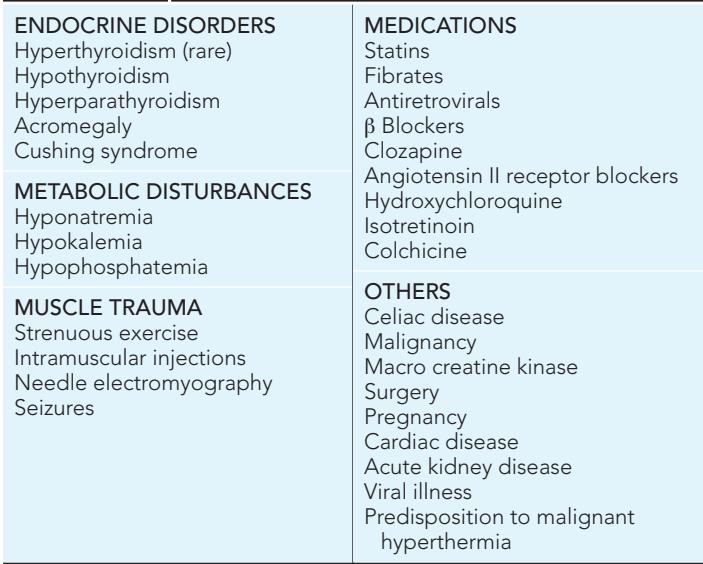 ENDOCRINE DISORDERS
Hyperthyroidism (rare)
Hypothyroidism
Hyperparathyroidism
Acromegaly
Cushing syndrome
METABOLIC DISTURBANCES
Hyponatremia
Hypokalemia
Hypophosphatemia
MUSCLE TRAUMA
Strenuous exercise
Intramuscular injections
Needle electromyography
Seizures
MEDICATIONS
Statins
Fibrates
Antiretrovirals
β Blockers
Clozapine
Angiotensin II receptor blockers
Hydroxychloroquine
Isotretinoin
Colchicine
OTHERS
Celiac disease
Malignancy
Macro creatine kinase
Surgery
Pregnancy
Cardiac disease
Acute kidney disease
Viral illness
Predisposition to malignant
hyperthermia